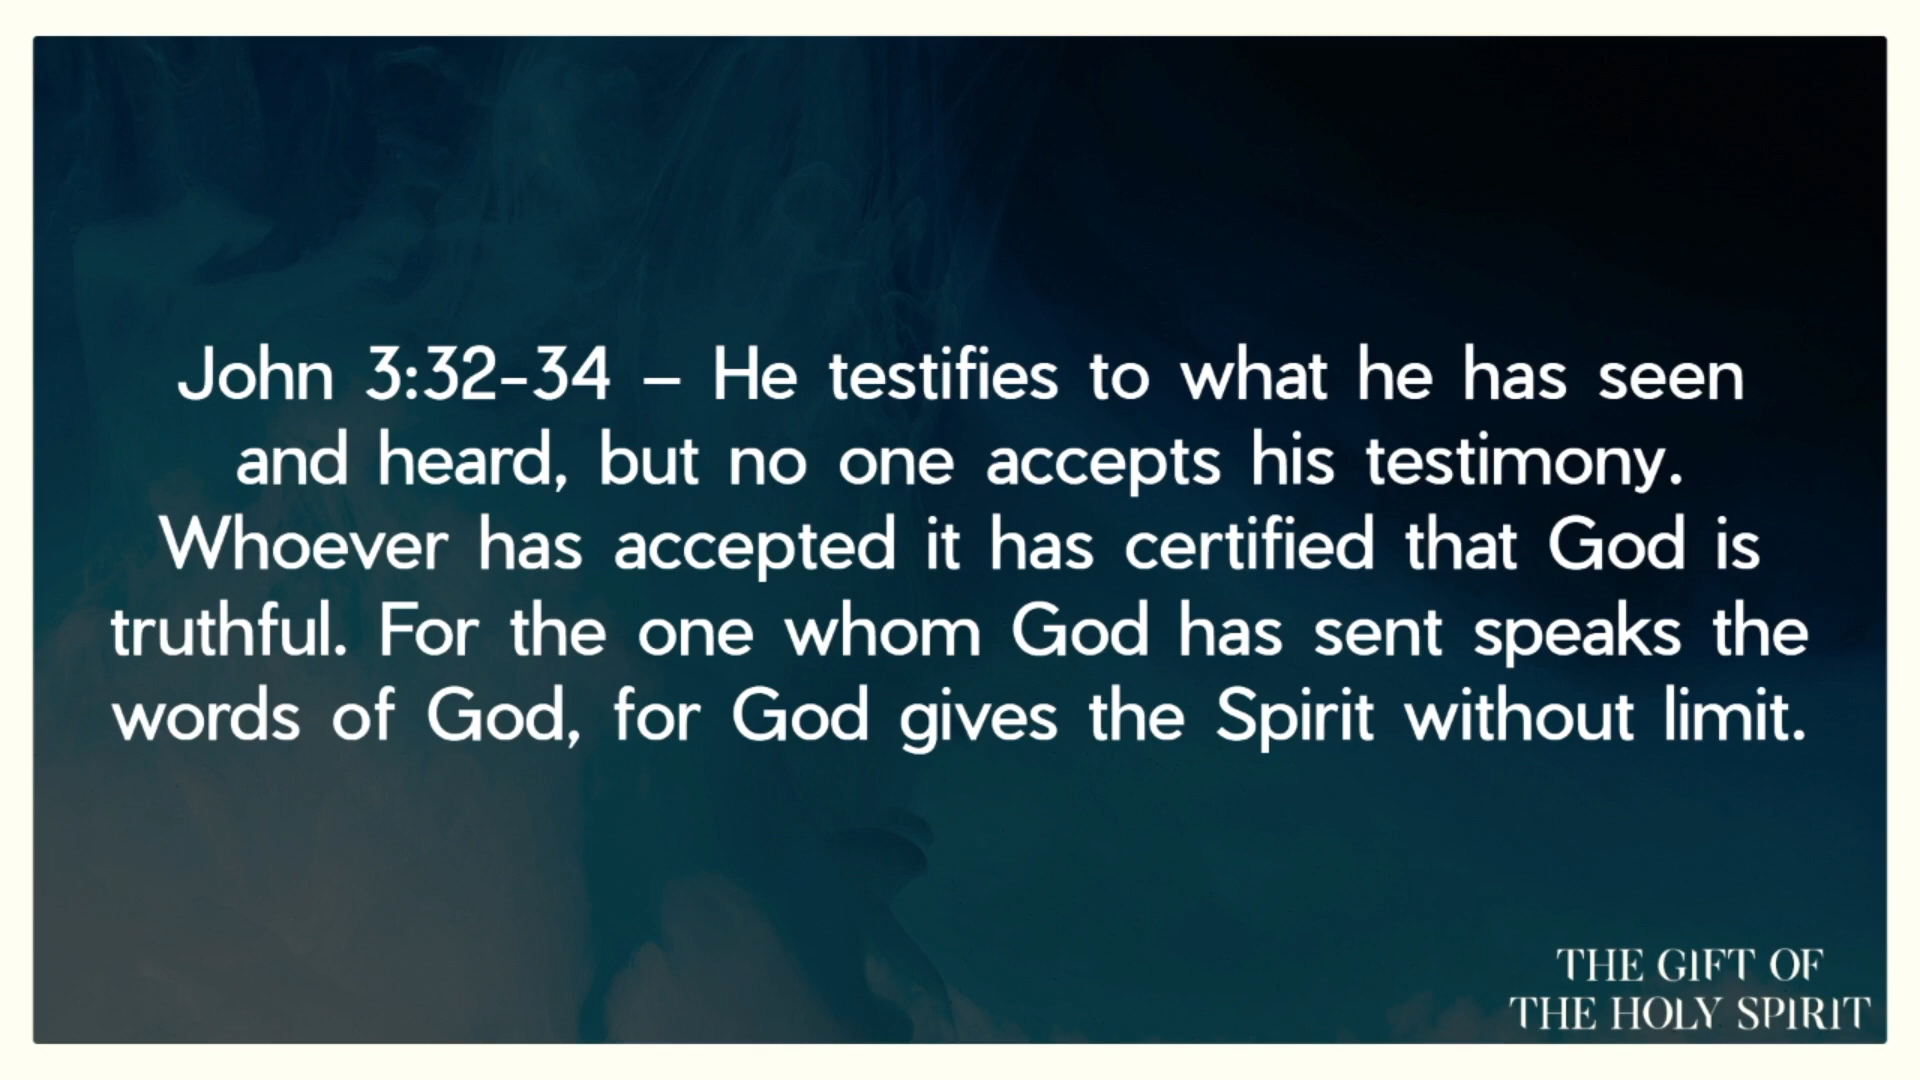 John 3:32-34 – He testifies to what he has seen
and heard, but no one accepts his testimony.
Whoever has accepted it has certified that God is
truthful. For the one whom God has sent speaks the
words of God, for God gives the Spirit without limit.
THE GIFT OF
THE HOLY SPIRIT